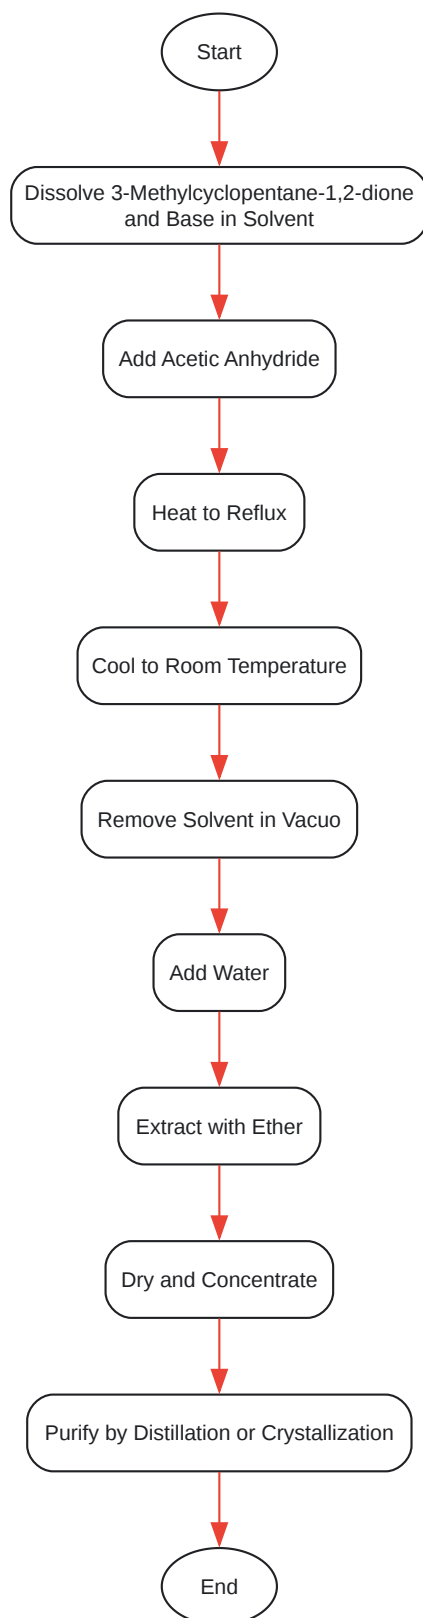 Start
Dissolve 3-Methylcyclopentane-1,2-dione
and Base in Solvent
Add Acetic Anhydride
Heat to Reflux
Cool to Room Temperature
Remove Solvent in Vacuo
Add Water
Extract with Ether
Dry and Concentrate
Purify by Distillation or Crystallization
End